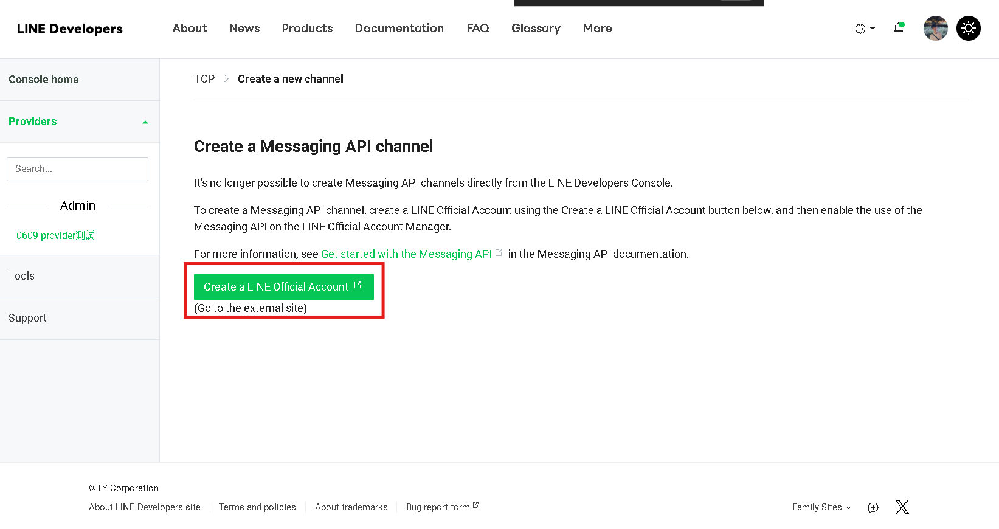 LINE Developers
About
News
Products
Documentation
FAQ
Glossary
More
Console home
Providers
Search...
Admin
0609 provider測試
Tools
Support
TOP
Create a new channel
Create a Messaging API channel
It's no longer possible to create Messaging API channels directly from the LINE Developers Console.
To create a Messaging API channel, create a LINE Official Account using the Create a LINE Official Account button below, and then enable the use of the
Messaging API on the LINE Official Account Manager.
For more information, see Get started with the Messaging API in the Messaging API documentation.
Create a LINE Official Account
(Go to the external site)
© LY Corporation
About LINE Developers site
Terms and policies
About trademarks
Bug report form
Family Sites